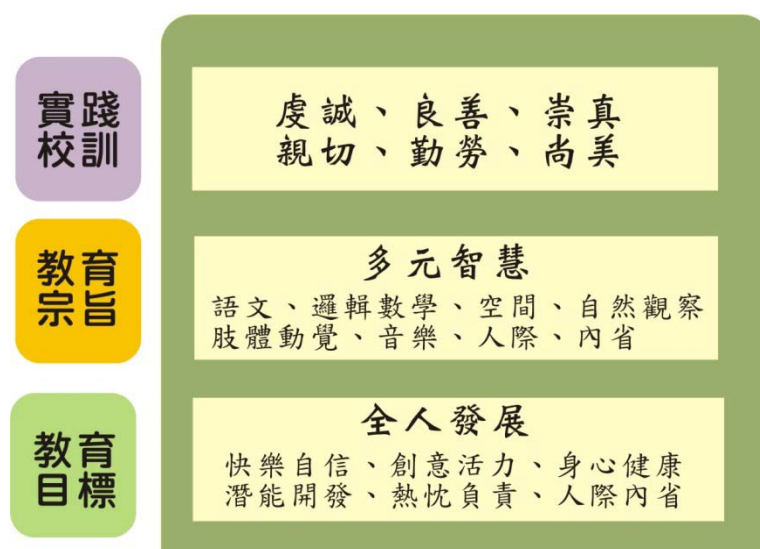 實踐
校訓
虔誠、良善、崇真
親切、勤勞、尚美
教育
宗旨
多元智慧
語文、邏輯數學、空間、自然觀察
肢體動覺、音樂、人際、內省
教育
目標
全人發展
快樂自信、創意活力、身心健康
潛能開發、熱忱負責、人際內省